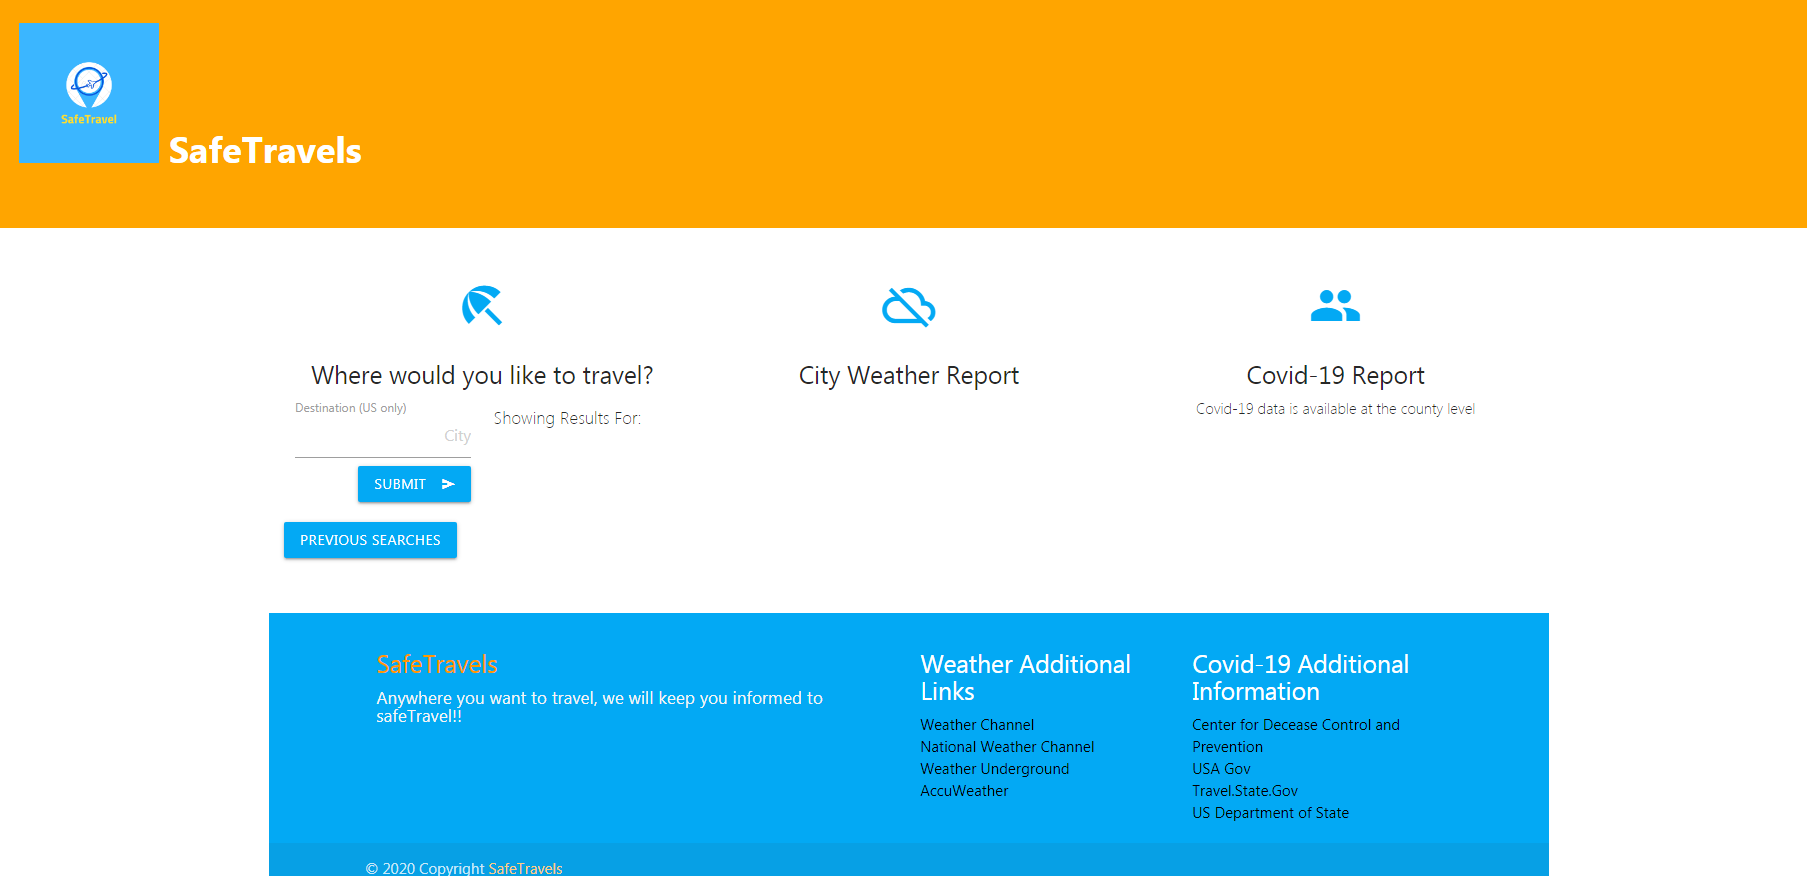 SafeTravel
SafeTravels
Where would you like to travel?
Destination (US only)
City
Showing Results For:
SUBMIT
PREVIOUS SEARCHES
City Weather Report
Covid-19 Report
Covid-19 data is available at the county level
SafeTravels
Anywhere you want to travel, we will keep you informed to
safeTravel!!
Weather Additional
Links
Weather Channel
National Weather Channel
Weather Underground
AccuWeather
Covid-19 Additional
Information
Center for Decease Control and
Prevention
USA Gov
Travel.State.Gov
US Department of State
© 2020 Copyright SafeTravels